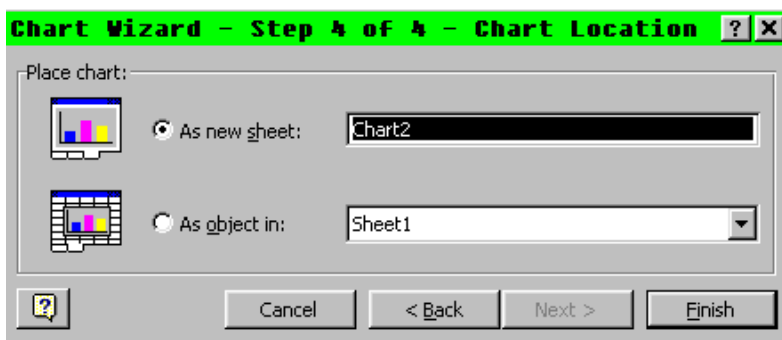 Chart Wizard - Step 4 of 4 - Chart Location ? X
Place chart:
As new sheet: Chart2
As object in: Sheet1
? Cancel < Back Next > Finish